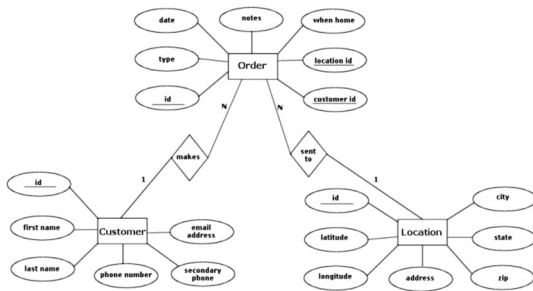 notes
date
when home
type
Order
location id
id
customer id
N
N
makes
sent
to
1
1
id
first name
Customer
email
address
last name
phone number
secondary
phone
id
city
latitude
Location
state
longitude
address
zip